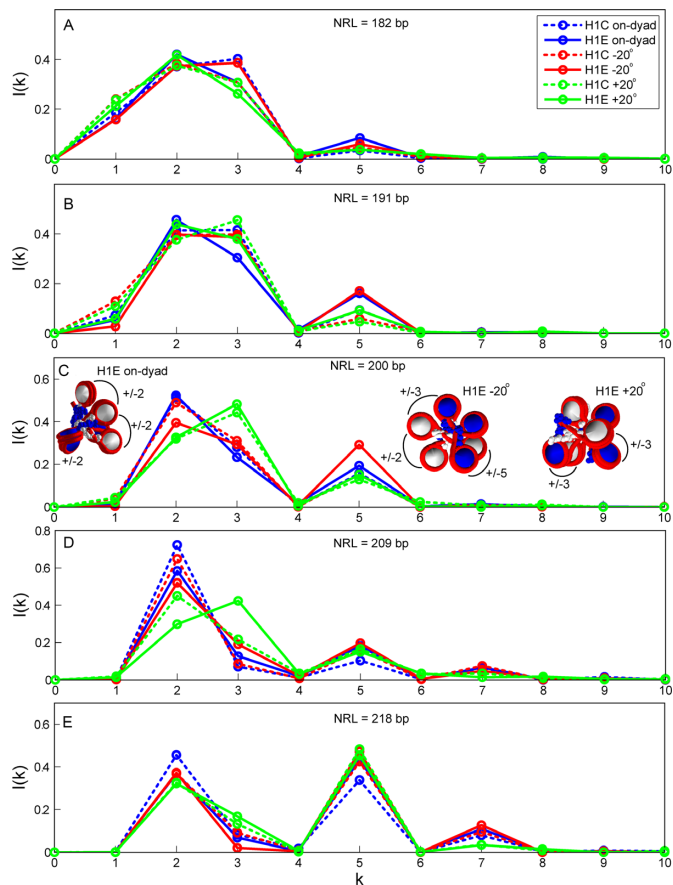 A
NRL = 182 bp
H1C on-dyad
H1E on-dyad
H1C -20°
H1E -20°
H1C +20°
H1E +20°
I(k)
0.4
0.2
0
0 1 2 3 4 5 6 7 8 9 10
B
NRL = 191 bp
I(k)
0.4
0.2
0
0 1 2 3 4 5 6 7 8 9 10
C
H1E on-dyad
NRL = 200 bp
H1E -20°
H1E +20°
+/-2
+/-2
+/-2
+/-3
+/-2
+/-5
+/-3
+/-3
I(k)
0.6
0.4
0.2
0
0 1 2 3 4 5 6 7 8 9 10
D
NRL = 209 bp
I(k)
0.8
0.6
0.4
0.2
0
0 1 2 3 4 5 6 7 8 9 10
E
NRL = 218 bp
I(k)
0.6
0.4
0.2
0
0 1 2 3 4 5 6 7 8 9 10
k